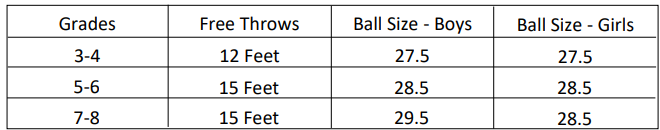 Grades Free Throws Ball Size - Boys Ball Size - Girls
3-4 12 Feet 27.5 27.5
5-6 15 Feet 28.5 28.5
7-8 15 Feet 29.5 28.5